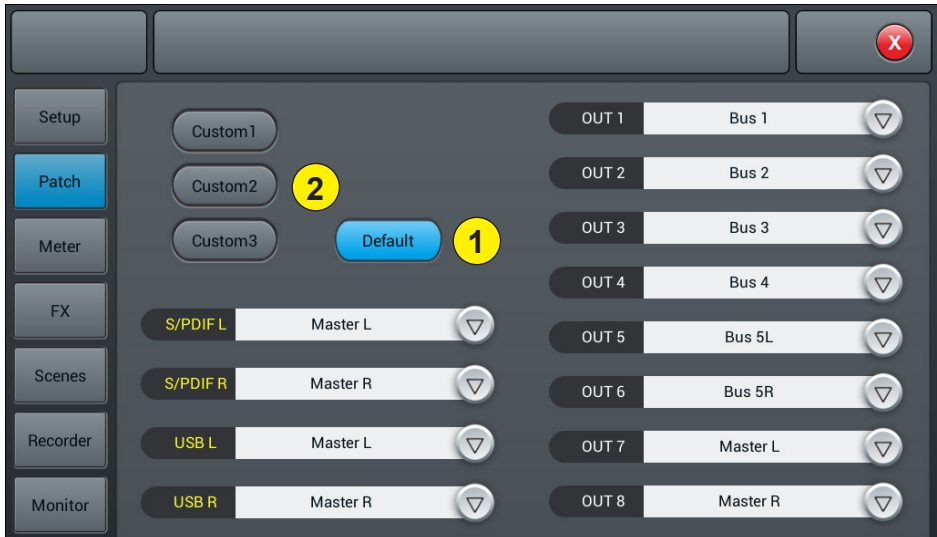 X
Setup
Patch
Meter
FX
Scenes
Recorder
Monitor
Custom1
Custom2
2
Custom3
Default
1
S/PDIF L Master L
S/PDIF R Master R
USB L Master L
USB R Master R
OUT 1 Bus 1
OUT 2 Bus 2
OUT 3 Bus 3
OUT 4 Bus 4
OUT 5 Bus 5L
OUT 6 Bus 5R
OUT 7 Master L
OUT 8 Master R